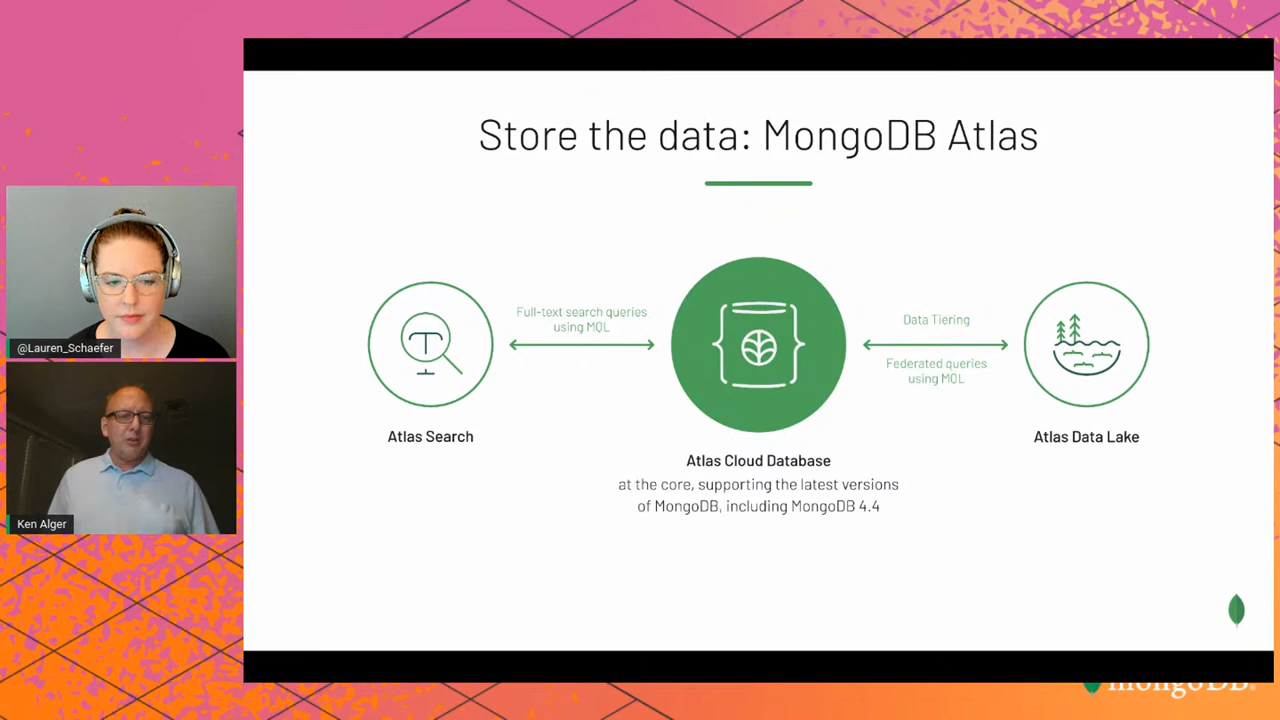 Store the data: MongoDB Atlas
Full-text search queries
using MQL
Data Tiering
Federated queries
using MQL
Atlas Search
Atlas Cloud Database
at the core, supporting the latest versions
of MongoDB, including MongoDB 4.4
Atlas Data Lake
@Lauren_Schaefer
Ken Alger
mongoDB